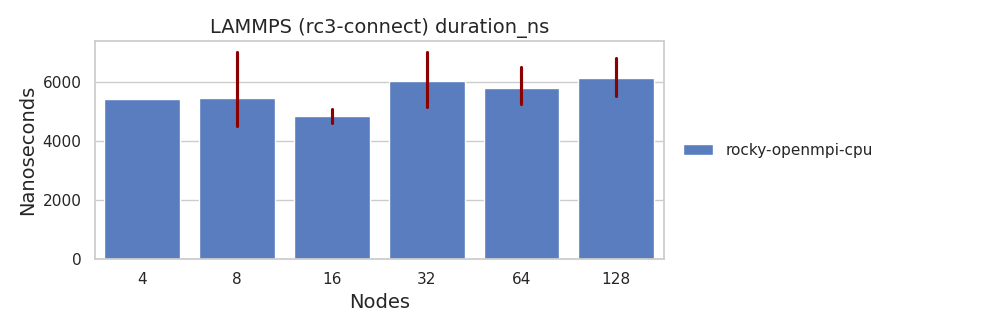 LAMMPS (rc3-connect) duration_ns
Nanoseconds
6000
4000
2000
0
4 8 16 32 64 128
Nodes
rocky-openmpi-cpu